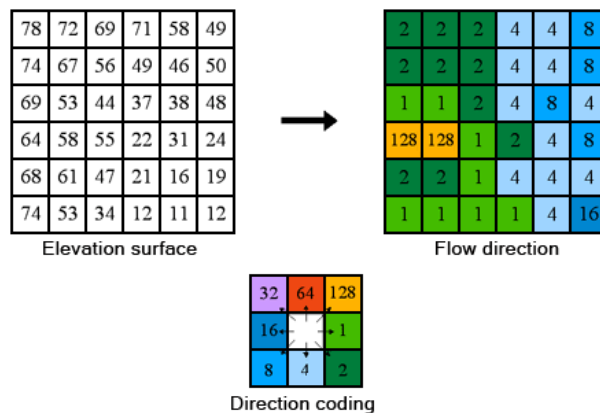 78 72 69 71 58 49 2 2 2 4 4 8
74 67 56 49 46 50 2 2 2 4 4 8
69 53 44 37 38 48 1 1 2 4 8 4
64 58 55 22 31 24 128 128 1 2 4 8
68 61 47 21 16 19 2 2 1 4 4 4
74 53 34 12 11 12 1 1 1 1 4 16
Elevation surface Flow direction
32 64 128
16 1
8 4 2
Direction coding